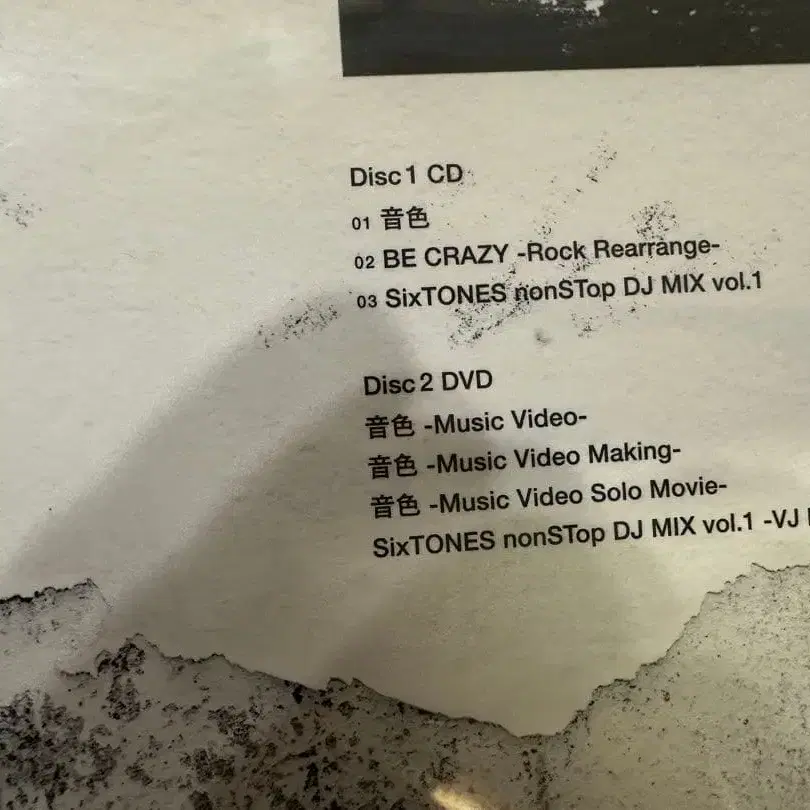 Disc 1 CD
01 音色
02 BE CRAZY -Rock Rearrange-
03 SixTONES nonSTop DJ MIX vol.1
Disc 2 DVD
音色 -Music Video-
音色 -Music Video Making-
音色 -Music Video Solo Movie-
SixTONES nonSTop DJ MIX vol.1 -VJ